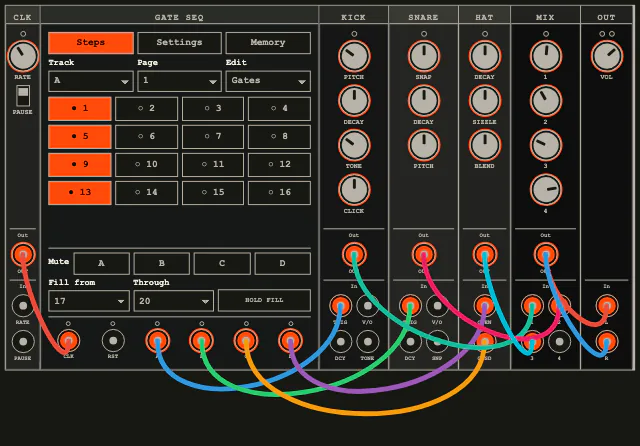 CLK
GATE SEQ
KICK
SNARE
HAT
MIX
OUT
Steps
Settings
Memory
Track
Page
Edit
A
1
Gates
1
2
3
4
5
6
7
8
9
10
11
12
13
14
15
16
RATE
PAUSE
PITCH
SNAP
DECAY
1
VOL
DECAY
DECAY
SIZZLE
2
TONE
PITCH
BLEND
3
CLICK
4
Out
Out
Out
Out
Out
Mute
A
B
C
D
Fill from
Through
17
20
HOLD FILL
In
In
In
In
In
In
RATE
V/O
V/O
OPEN
PAUSE
CLK
RST
DCY
TONE
DCY
SNP
3
4
R